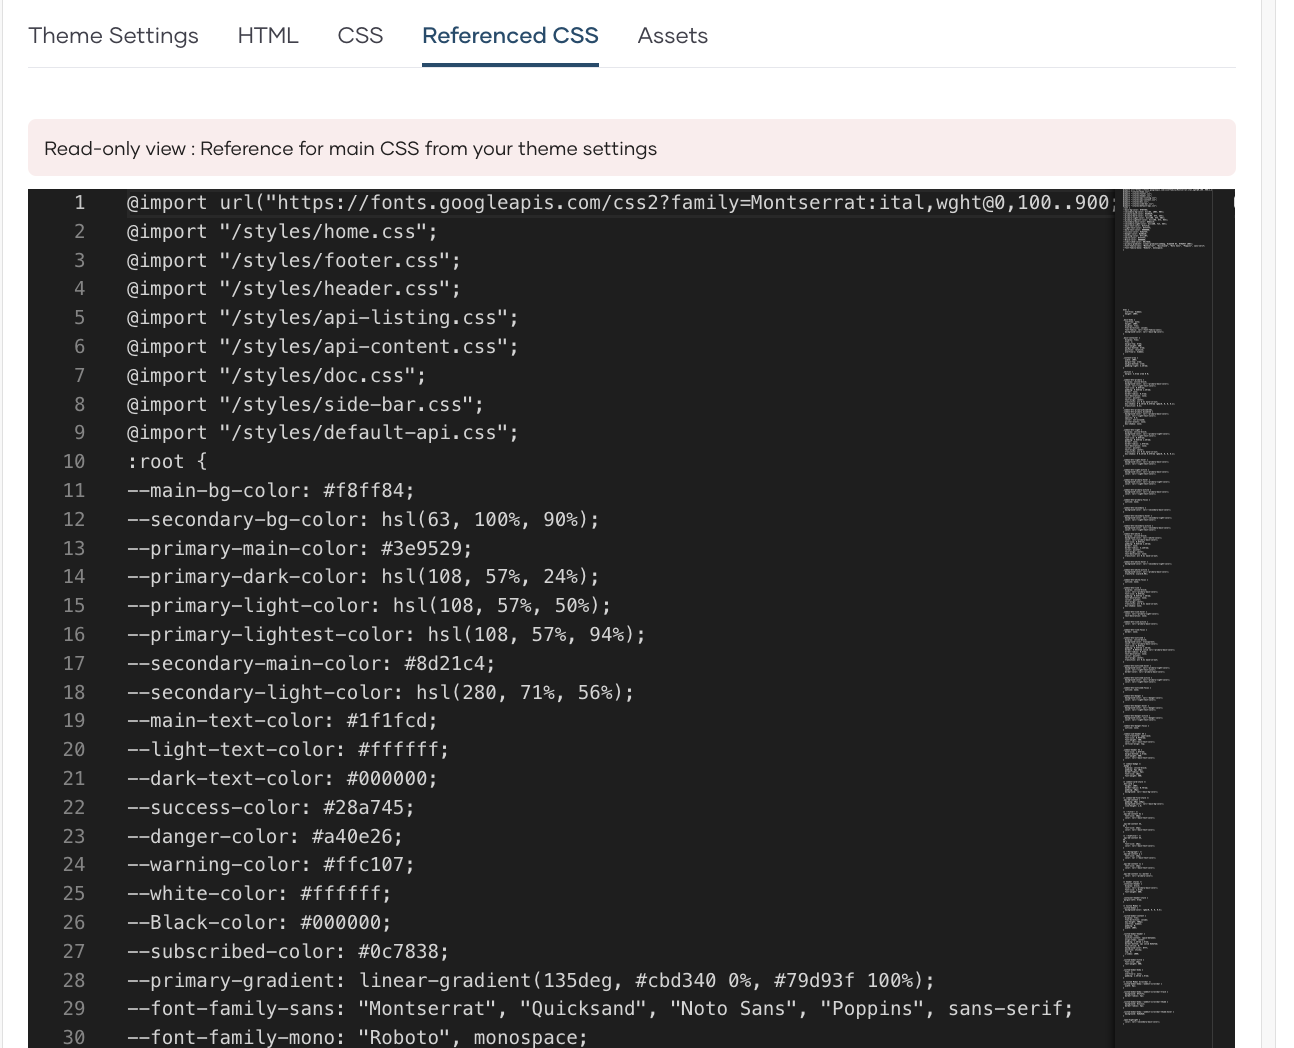 Theme Settings HTML CSS Referenced CSS Assets
Read-only view : Reference for main CSS from your theme settings
1 @import url("https://fonts.googleapis.com/css2?family=Montserrat:ital,wght@0,100..900;
2 @import "/styles/home.css";
3 @import "/styles/footer.css";
4 @import "/styles/header.css";
5 @import "/styles/api-listing.css";
6 @import "/styles/api-content.css";
7 @import "/styles/doc.css";
8 @import "/styles/side-bar.css";
9 @import "/styles/default-api.css";
10 :root {
11 --main-bg-color: #f8ff84;
12 --secondary-bg-color: hsl(63, 100%, 90%);
13 --primary-main-color: #3e9529;
14 --primary-dark-color: hsl(108, 57%, 24%);
15 --primary-light-color: hsl(108, 57%, 50%);
16 --primary-lightest-color: hsl(108, 57%, 94%);
17 --secondary-main-color: #8d21c4;
18 --secondary-light-color: hsl(280, 71%, 56%);
19 --main-text-color: #1f1fcd;
20 --light-text-color: #ffffff;
21 --dark-text-color: #000000;
22 --success-color: #28a745;
23 --danger-color: #a40e26;
24 --warning-color: #ffc107;
25 --white-color: #ffffff;
26 --Black-color: #000000;
27 --subscribed-color: #0c7838;
28 --primary-gradient: linear-gradient(135deg, #cbd340 0%, #79d93f 100%);
29 --font-family-sans: "Montserrat", "Quicksand", "Noto Sans", "Poppins", sans-serif;
30 --font-family-mono: "Roboto", monospace;